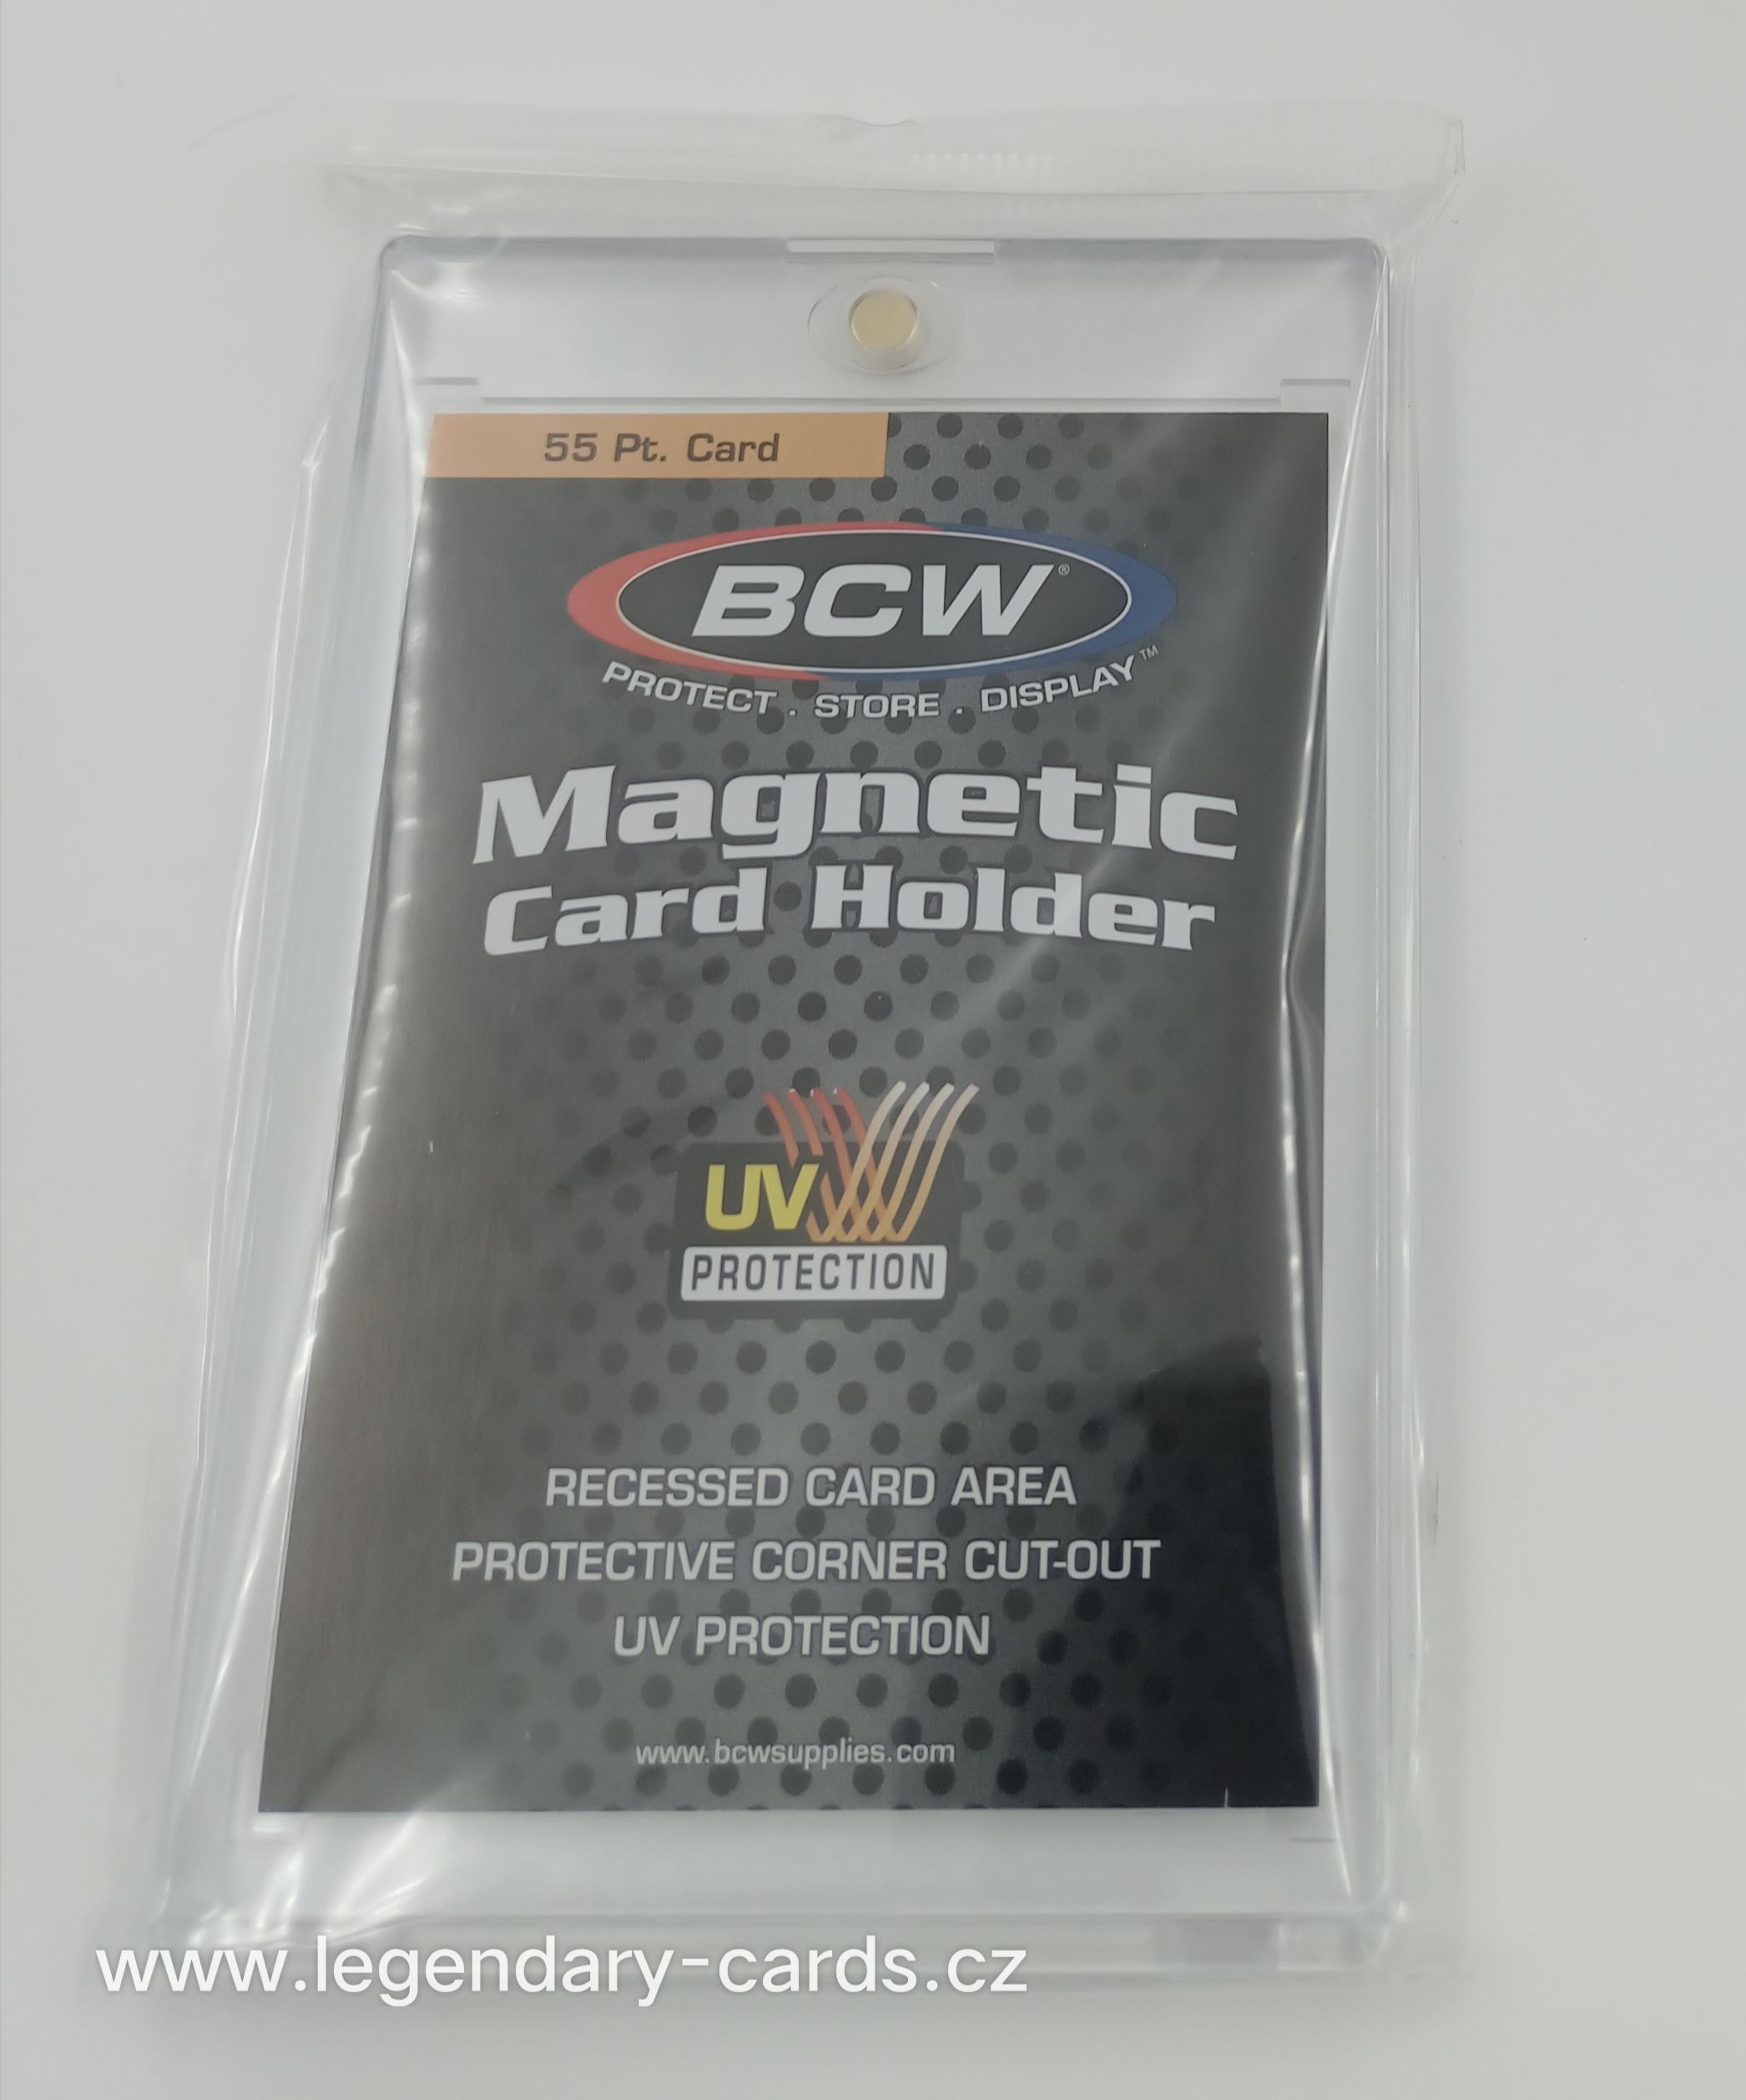 55 Pt. Card
BCW®
PROTECT . STORE . DISPLAY™
Magnetic
Card Holder
UV
PROTECTION
RECESSED CARD AREA
PROTECTIVE CORNER CUT-OUT
UV PROTECTION
www.bcwsupplies.com
www.legendary-cards.cz